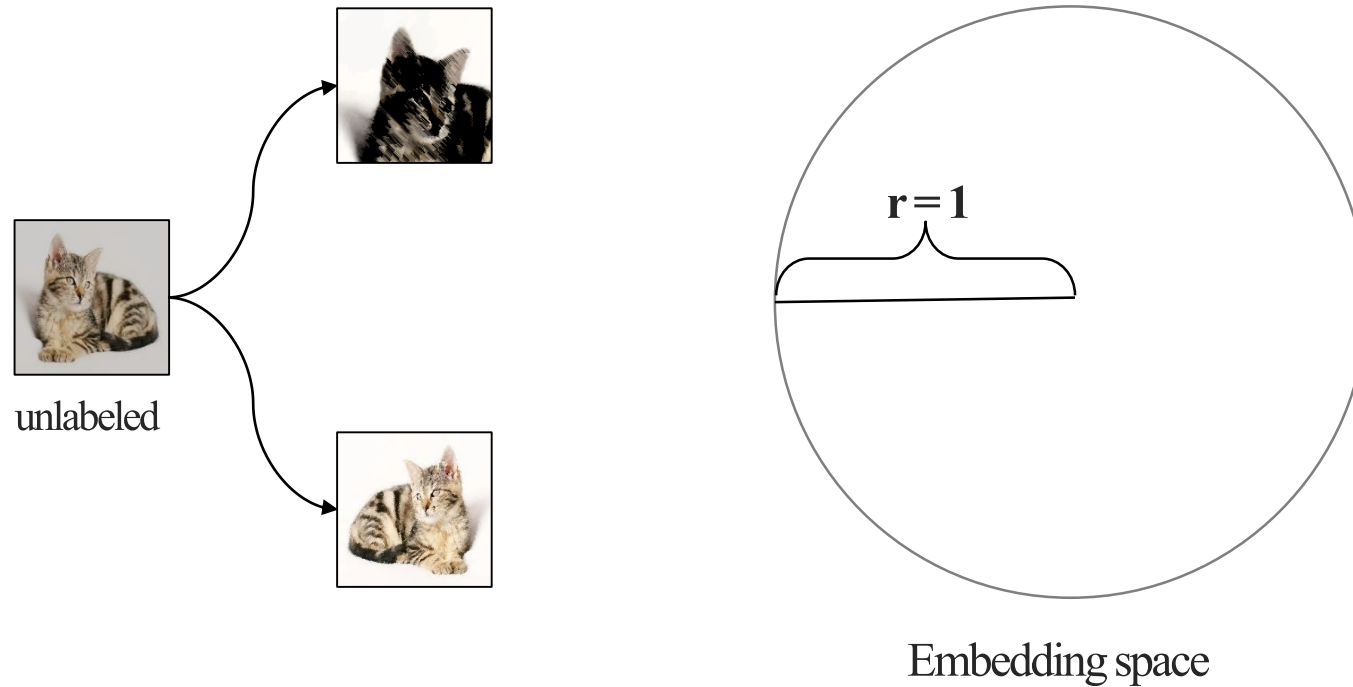 unlabeled
r = 1
Embedding space